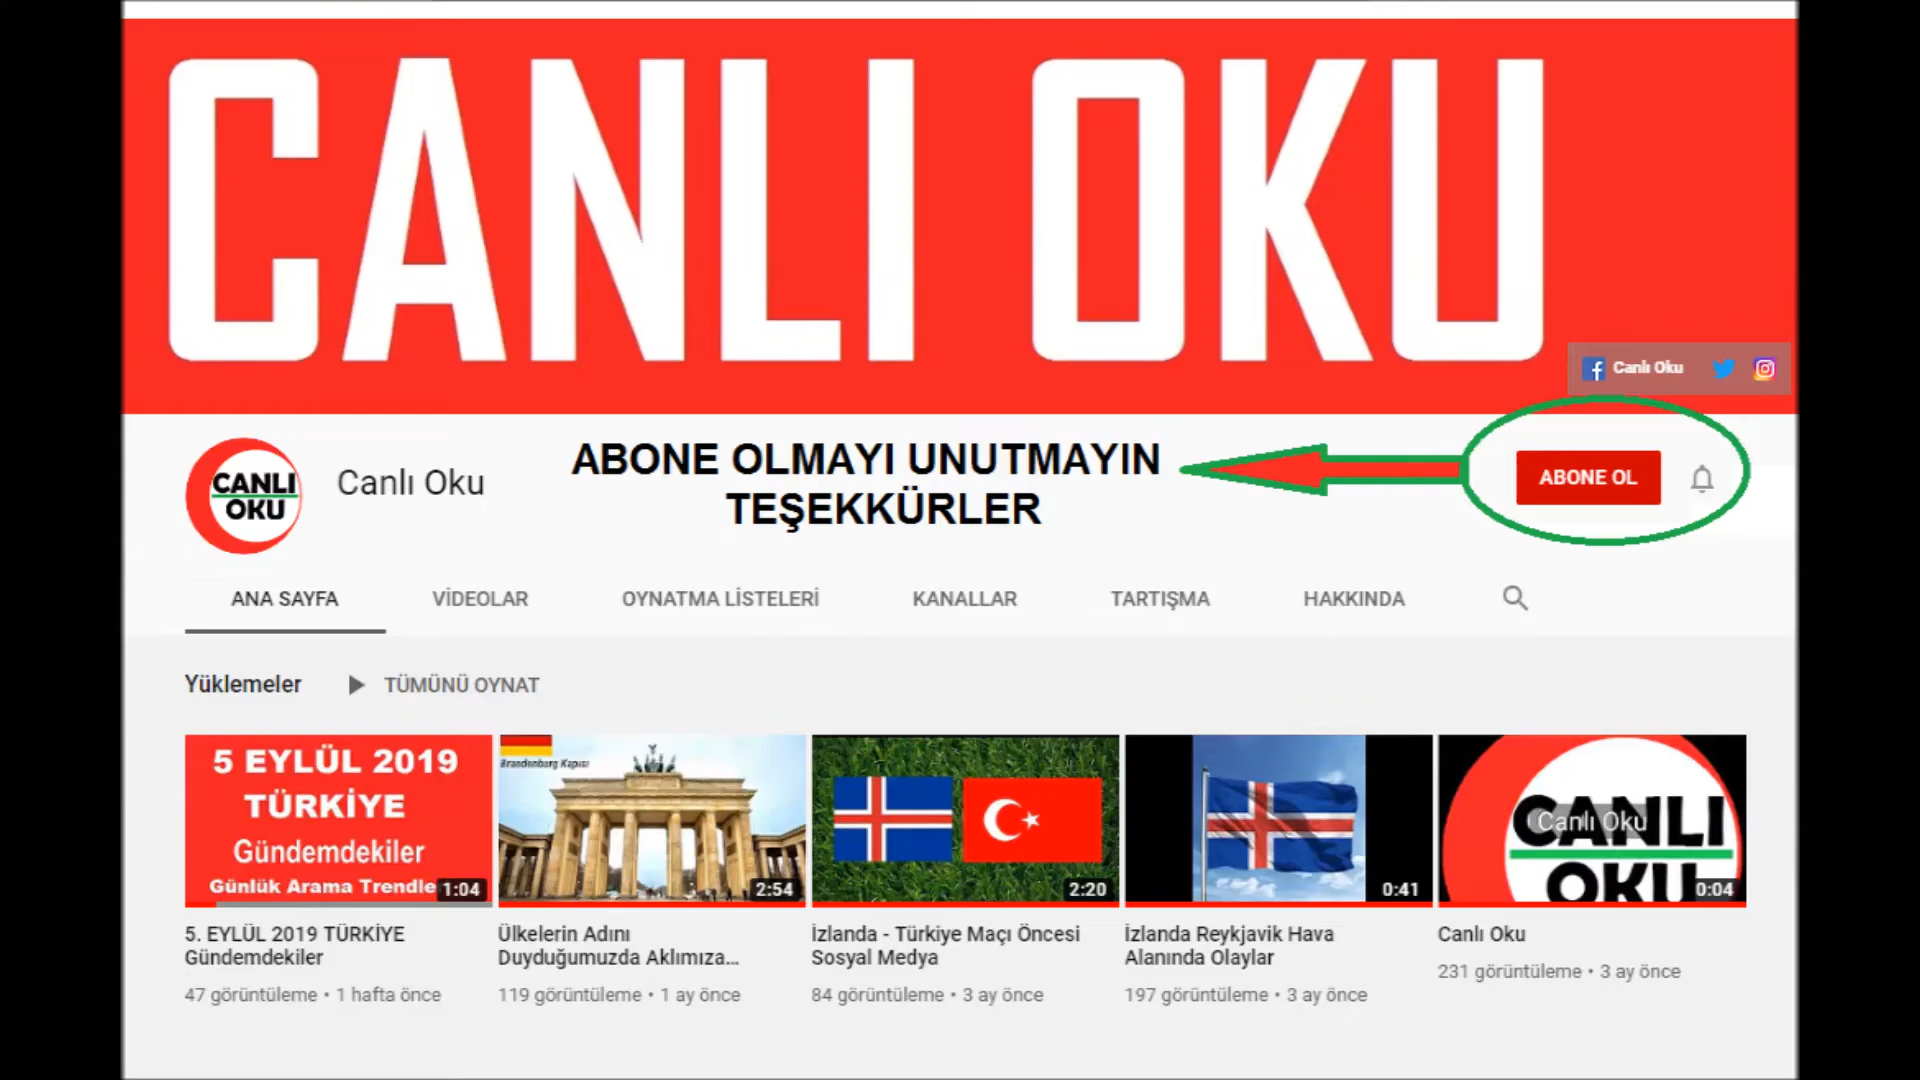 CANLI OKU
Canlı Oku
CANLI
OKU
Canlı Oku
ABONE OLMAYI UNUTMAYIN
TEŞEKKÜRLER
ABONE OL
ANA SAYFA
VİDEOLAR
OYNATMA LİSTELERİ
KANALLAR
TARTIŞMA
HAKKINDA
Yüklemeler
TÜMÜNÜ OYNAT
5 EYLÜL 2019
TÜRKİYE
Gündemdekiler
Günlük Arama Trendle
1:04
Brandenburg Kapısı
2:54
2:20
0:41
CANLI
Canlı Oku
OKU
0:04
5. EYLÜL 2019 TÜRKİYE
Gündemdekiler
47 görüntüleme • 1 hafta önce
Ülkelerin Adını
Duyduğumuzda Aklımıza...
119 görüntüleme • 1 ay önce
İzlanda - Türkiye Maçı Öncesi
Sosyal Medya
84 görüntüleme • 3 ay önce
İzlanda Reykjavik Hava
Alanında Olaylar
197 görüntüleme • 3 ay önce
Canlı Oku
231 görüntüleme • 3 ay önce